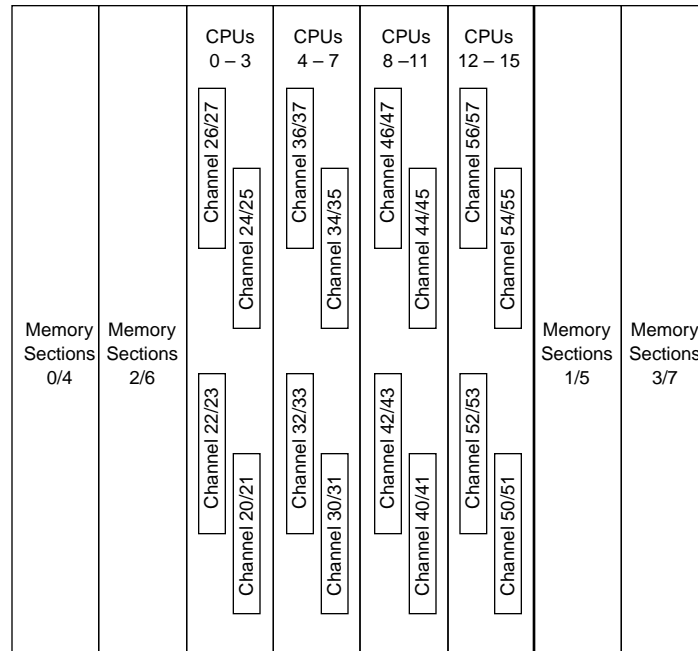 CPUs
0 – 3
CPUs
4 – 7
CPUs
8 –11
CPUs
12 – 15
Channel 26/27
Channel 24/25
Channel 36/37
Channel 34/35
Channel 46/47
Channel 44/45
Channel 56/57
Channel 54/55
Memory
Sections
0/4
Memory
Sections
2/6
Memory
Sections
1/5
Memory
Sections
3/7
Channel 22/23
Channel 20/21
Channel 32/33
Channel 30/31
Channel 42/43
Channel 40/41
Channel 52/53
Channel 50/51